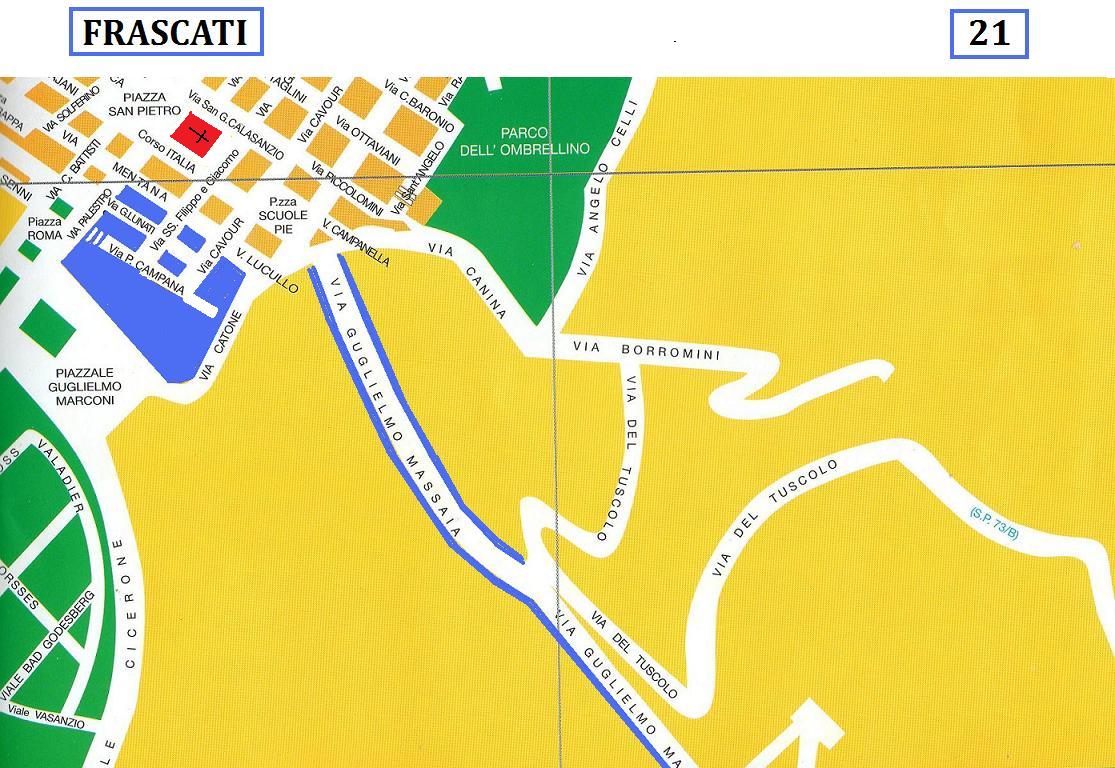 FRASCATI
21
PIAZZA
SAN PIETRO
VIA SOLFERINO
VIA
VIA C. BATTISTI
Corso ITALIA
Via San G.CALASANZIO
VIA
Via CAVOUR
Via C.BARONIO
Via OTTAVIANI
Via RICCOLOMINI
Via Sant'ANGELO
PARCO
DELL' OMBRELLINO
VIA ANGELO CELLI
SENNI
MENTANA
VIA PALESTRO
Via G.LUNATI
Via SS. Filippo e Giacomo
Via CAVOUR
Piazza
ROMA
P.zza
SCUOLE
PIE
V. CAMPANELLA
V. LUCULLO
Via P. CAMPANA
VIA CATONE
VIA CANINA
VIA BORROMINI
VIA GUGLIELMO MASSAIA
VIA DEL TUSCOLO
PIAZZALE
GUGLIELMO
MARCONI
VALADIER
CICERONE
VIALE BAD GODESBERG
Viale VASANZIO
VIA DEL TUSCOLO
(S.P. 73/B)
VIA DEL TUSCOLO
VIA GUGLIELMO MA
LE